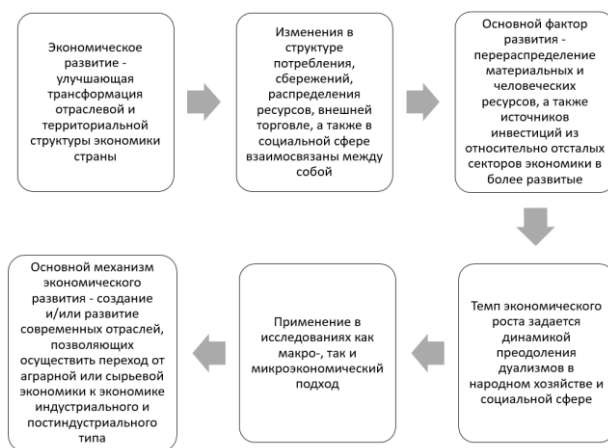 Экономическое
развитие -
улучшающая
трансформация
отраслевой и
территориальной
структуры экономики
страны
Изменения в
структуре
потребления,
сбережений,
распределения
ресурсов, внешней
торговле, а также в
социальной сфере
взаимосвязаны между
собой
Основной фактор
развития -
перераспределение
материальных и
человеческих
ресурсов, а также
источников
инвестиций из
относительно отсталых
секторов экономики в
более развитые
Темп экономического
роста задается
динамикой
преодоления
дуализмов в
народном хозяйстве и
социальной сфере
Применение в
исследованиях как
макро-, так и
микроэкономический
подход
Основной механизм
экономического
развития - создание
и/или развитие
современных отраслей,
позволяющих
осуществить переход от
аграрной или сырьевой
экономики к экономике
индустриального и
постиндустриального
типа